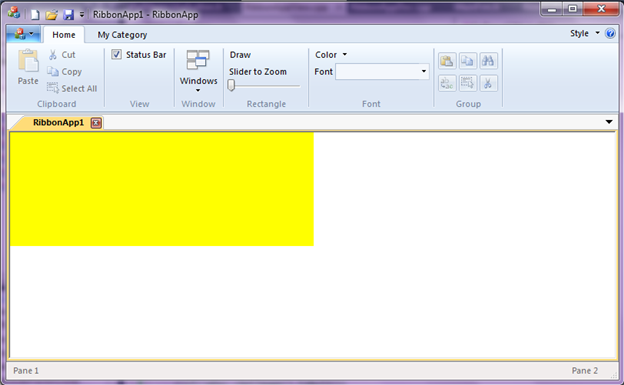 RibbonApp1 - RibbonApp
Home
My Category
Style
Paste
Cut
Copy
Select All
Clipboard
Status Bar
View
Windows
Window
Draw
Slider to Zoom
Rectangle
Color
Font
Font
Group
RibbonApp1
Pane 1
Pane 2